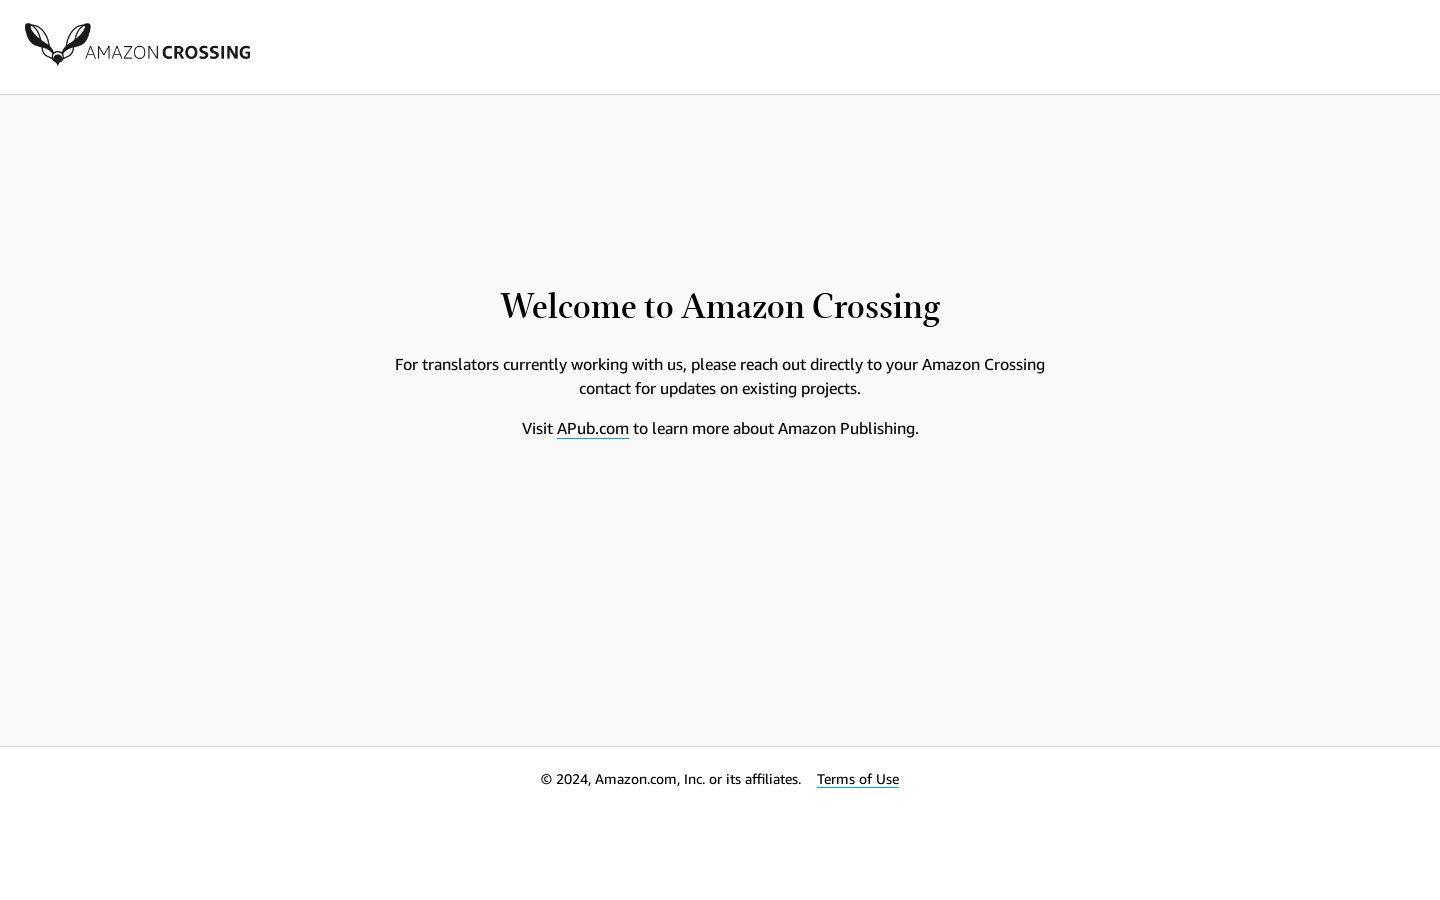 AMAZON CROSSING
Welcome to Amazon Crossing
For translators currently working with us, please reach out directly to your Amazon Crossing
contact for updates on existing projects.
Visit APub.com to learn more about Amazon Publishing.
© 2024, Amazon.com, Inc. or its affiliates. Terms of Use